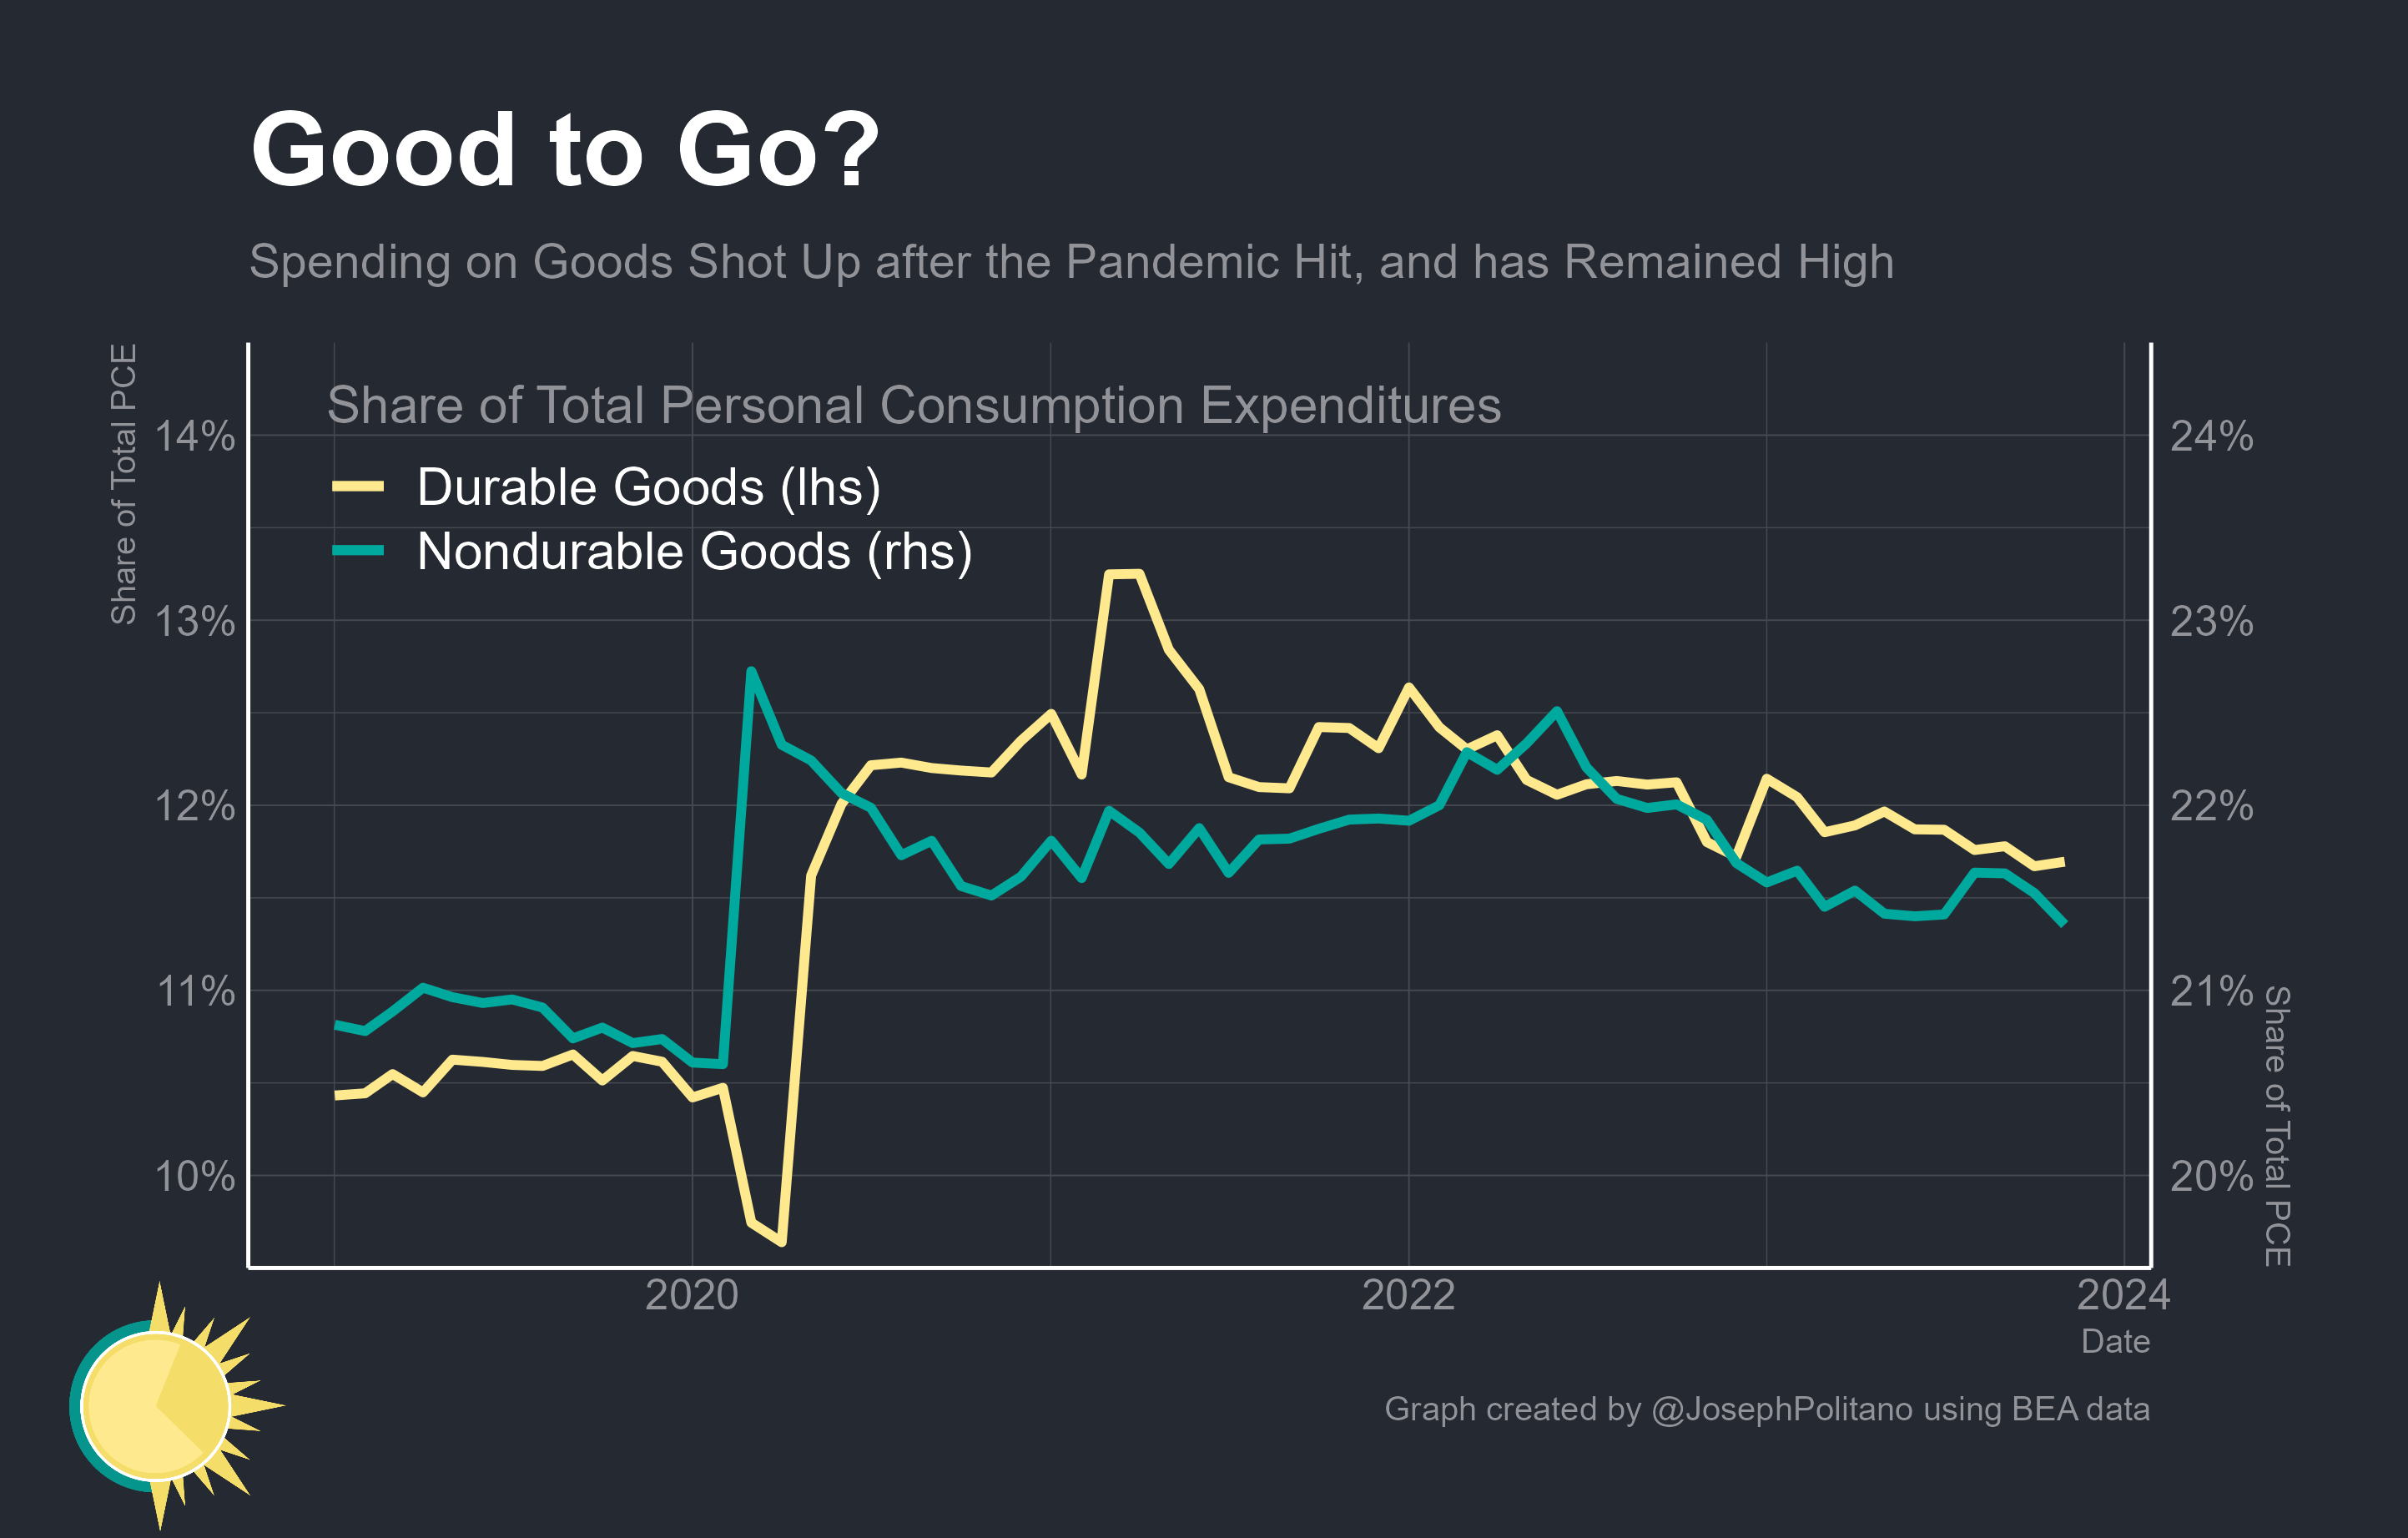 Good to Go?
Spending on Goods Shot Up after the Pandemic Hit, and has Remained High
Share of Total PCE
Share of Total Personal Consumption Expenditures
Durable Goods (lhs)
Nondurable Goods (rhs)
14%
13%
12%
11%
10%
24%
23%
22%
21%
20%
Share of Total PCE
2020
2022
2024
Date
Graph created by @JosephPolitano using BEA data